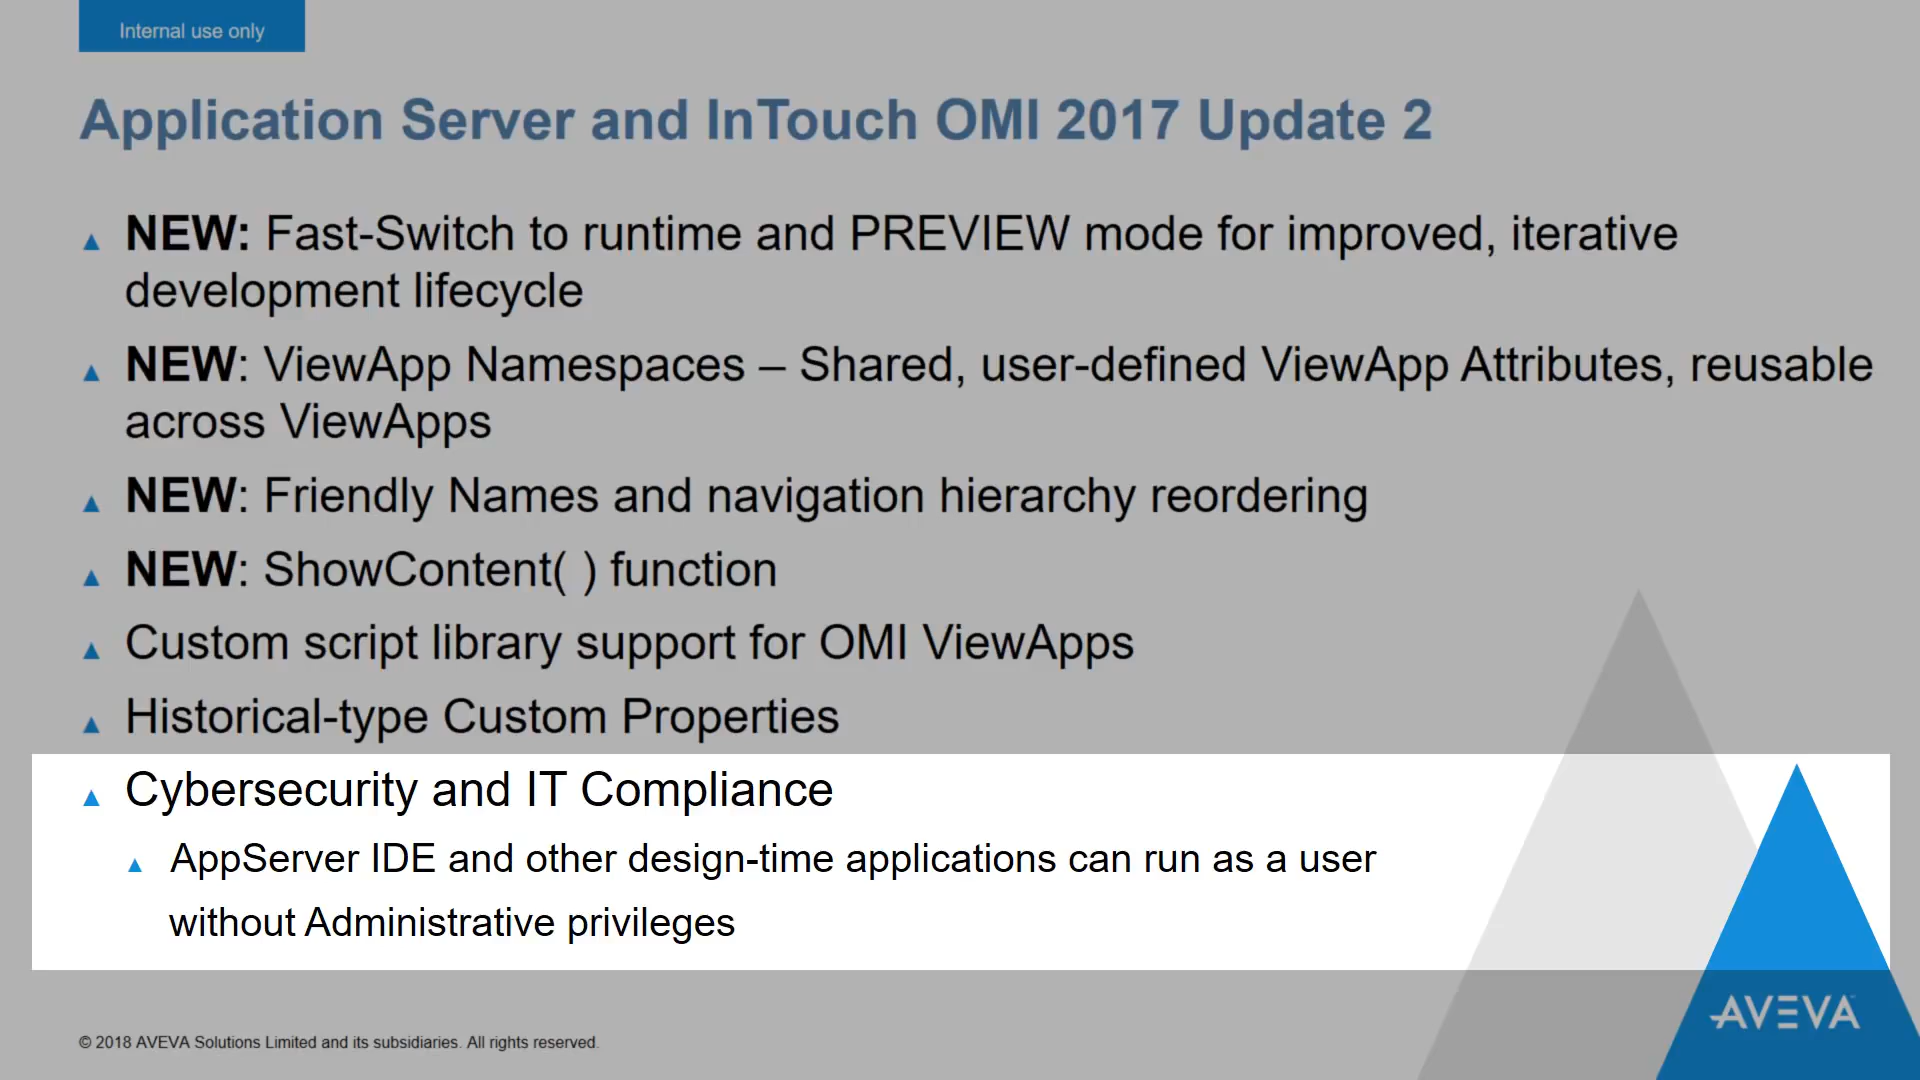 Internal use only
Application Server and InTouch OMI 2017 Update 2
NEW: Fast-Switch to runtime and PREVIEW mode for improved, iterative
development lifecycle
NEW: ViewApp Namespaces – Shared, user-defined ViewApp Attributes, reusable
across ViewApps
NEW: Friendly Names and navigation hierarchy reordering
NEW: ShowContent( ) function
Custom script library support for OMI ViewApps
Historical-type Custom Properties
Cybersecurity and IT Compliance
AppServer IDE and other design-time applications can run as a user
without Administrative privileges
AVEVA
© 2018 AVEVA Solutions Limited and its subsidiaries. All rights reserved.